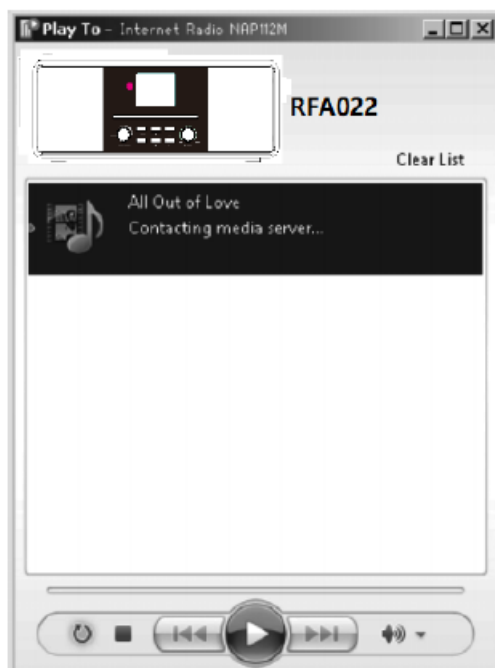 Play To - Internet Radio NAP112M
RFA022
Clear List
All Out of Love
Contacting media server...